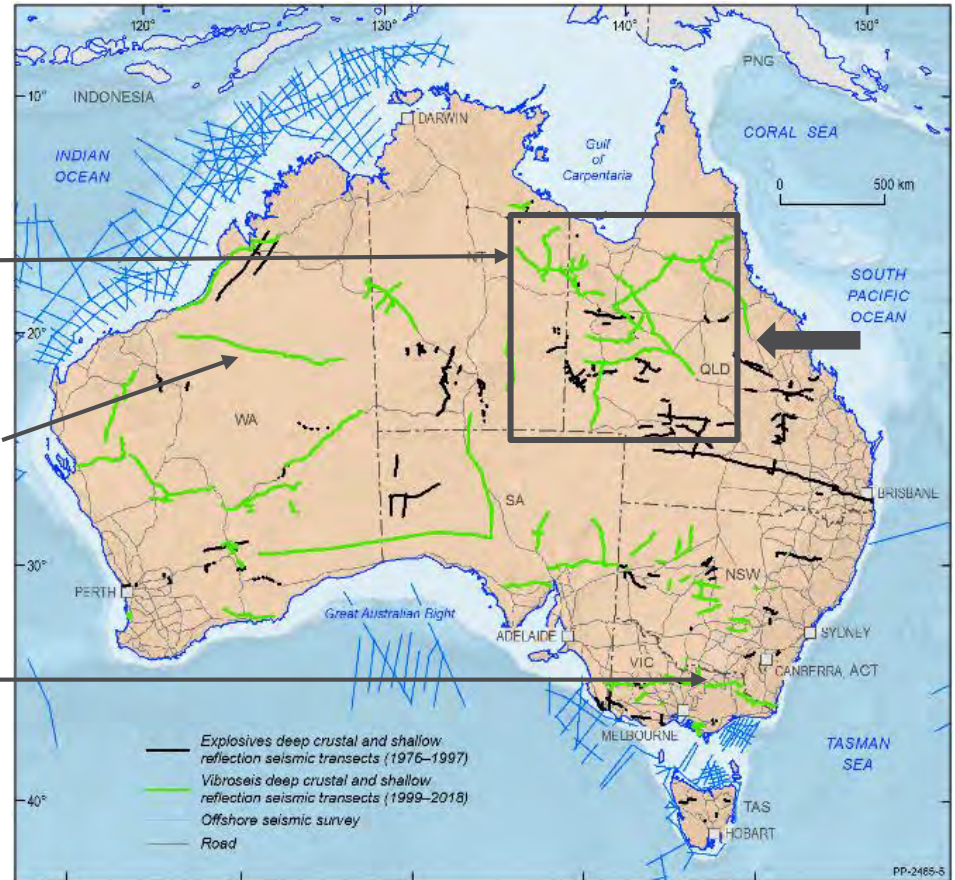 120°
130°
140°
150°
PNG
10°
INDONESIA
DARWIN
CORAL SEA
INDIAN
OCEAN
Gulf
of
Carpentaria
0 500 km
NT
SOUTH
PACIFIC
OCEAN
20°
QLD
WA
SA
BRISBANE
30°
NSW
PERTH
Great Australian Bight
ADELAIDE
SYDNEY
VIC
CANBERRA, ACT
MELBOURNE
Explosives deep crustal and shallow
reflection seismic transects (1976–1997)
TASMAN
SEA
Vibroseis deep crustal and shallow
reflection seismic transects (1999–2018)
40°
TAS
Offshore seismic survey
HOBART
Road
PP-2465-5